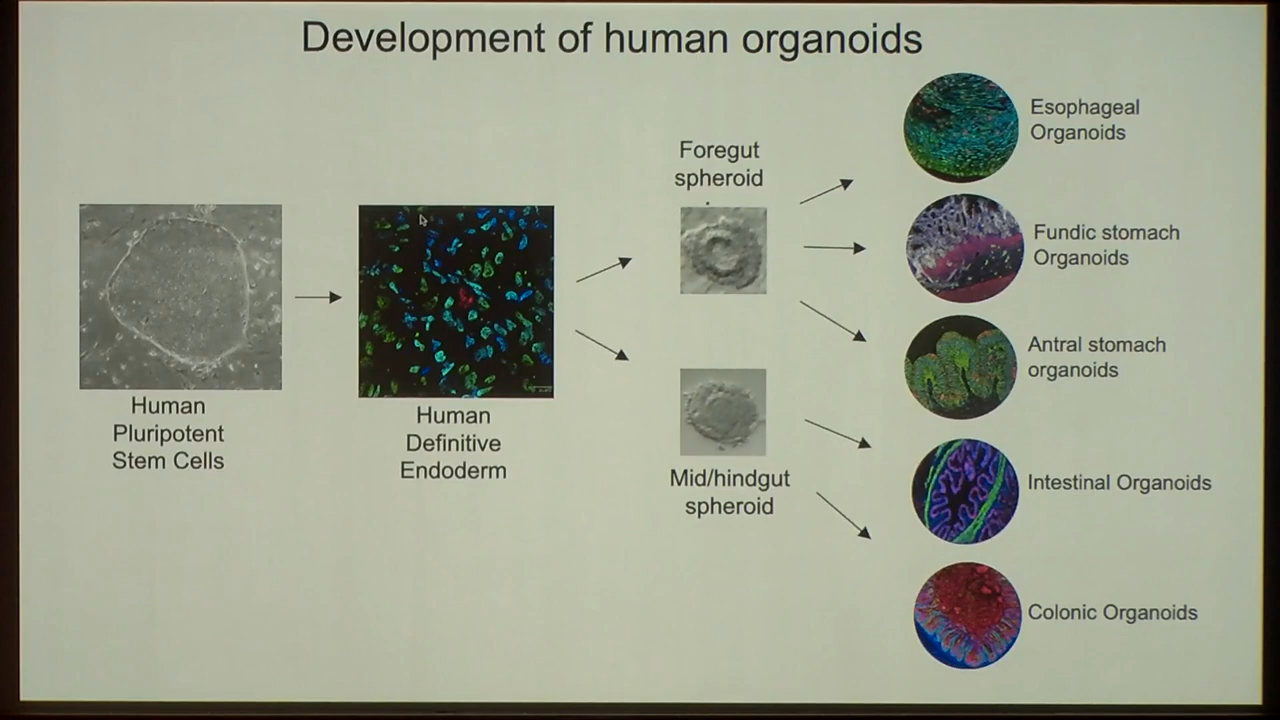 Development of human organoids
Human
Pluripotent
Stem Cells
Human
Definitive
Endoderm
Foregut
spheroid
Mid/hindgut
spheroid
Esophageal
Organoids
Fundic stomach
Organoids
Antral stomach
organoids
Intestinal Organoids
Colonic Organoids